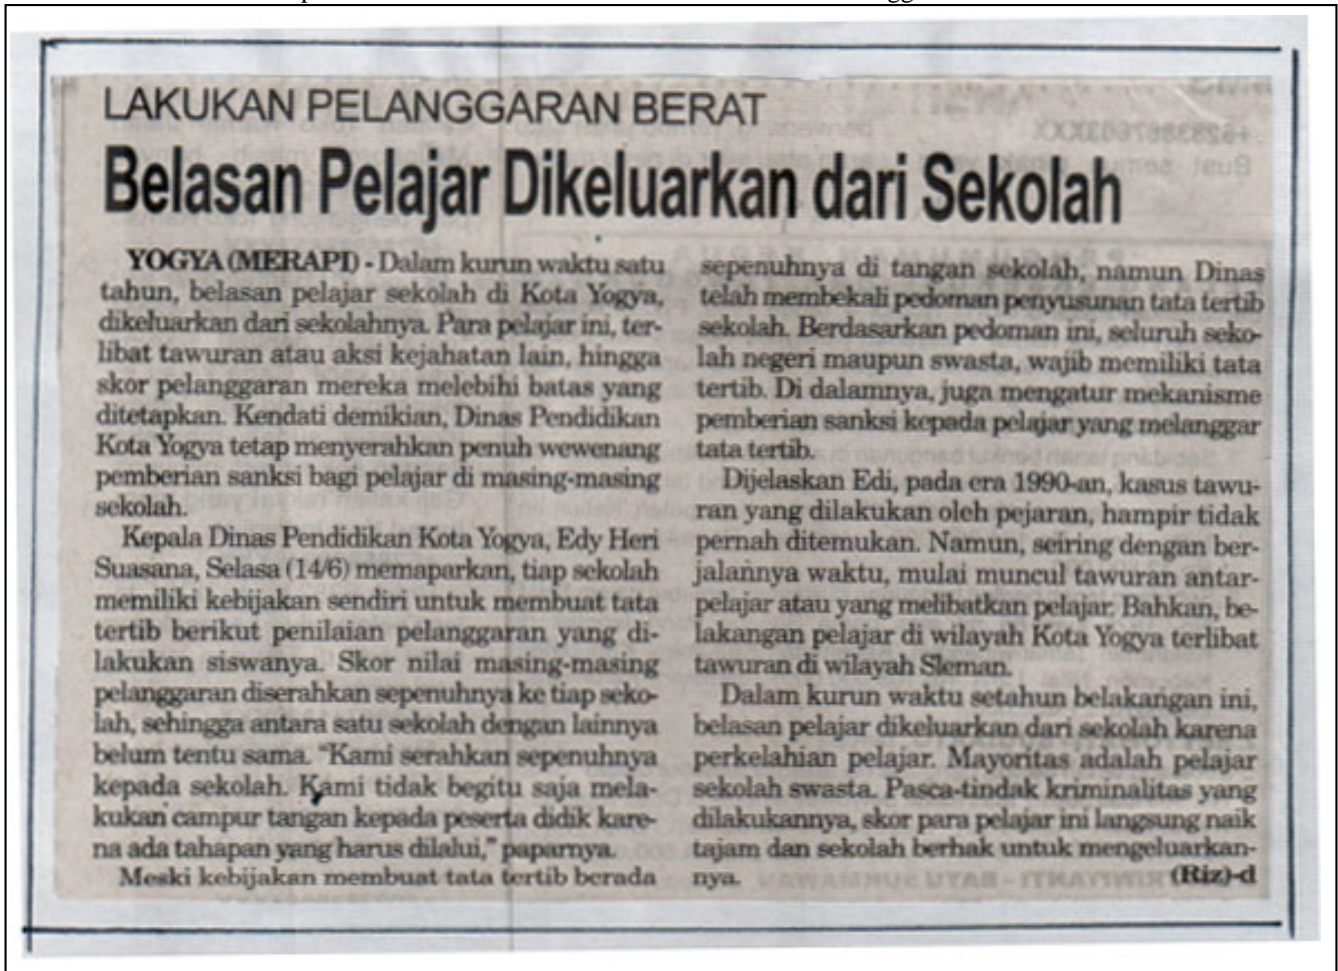 LAKUKAN PELANGGARAN BERAT
Belasan Pelajar Dikeluarkan dari Sekolah
YOGYA (MERAPI) - Dalam kurun waktu satu
tahun, belasan pelajar sekolah di Kota Yogya,
dikeluarkan dari sekolahnya. Para pelajar ini, ter-
libat tawuran atau aksi kejahatan lain, hingga
skor pelanggaran mereka melebihi batas yang
ditetapkan. Kendati demikian, Dinas Pendidikan
Kota Yogya tetap menyerahkan penuh wewenang
pemberian sanksi bagi pelajar di masing-masing
sekolah.
Kepala Dinas Pendidikan Kota Yogya, Edy Heri
Suasana, Selasa (14/6) memaparkan, tiap sekolah
memiliki kebijakan sendiri untuk membuat tata
tertib berikut penilaian pelanggaran yang di-
lakukan siswanya. Skor nilai masing-masing
pelanggaran diserahkan sepenuhnya ke tiap seko-
lah, sehingga antara satu sekolah dengan lainnya
belum tentu sama. "Kami serahkan sepenuhnya
kepada sekolah. Kami tidak begitu saja mela-
kukan campur tangan kepada peserta didik kare-
na ada tahapan yang harus dilalui," paparnya.
Meski kebijakan membuat tata tertib berada
sepenuhnya di tangan sekolah, namun Dinas
telah membekali pedoman penyusunan tata tertib
sekolah. Berdasarkan pedoman ini, seluruh seko-
lah negeri maupun swasta, wajib memiliki tata
tertib. Di dalamnya, juga mengatur mekanisme
pemberian sanksi kepada pelajar yang melanggar
tata tertib.
Dijelaskan Edi, pada era 1990-an, kasus tawu-
ran yang dilakukan oleh pejaran, hampir tidak
pernah ditemukan. Namun, seiring dengan ber-
jalannya waktu, mulai muncul tawuran antar-
pelajar atau yang melibatkan pelajar. Bahkan, be-
lakangan pelajar di wilayah Kota Yogya terlibat
tawuran di wilayah Sleman.
Dalam kurun waktu setahun belakangan ini,
belasan pelajar dikeluarkan dari sekolah karena
perkelahian pelajar. Mayoritas adalah pelajar
sekolah swasta. Pasca-tindak kriminalitas yang
dilakukannya, skor para pelajar ini langsung naik
tajam dan sekolah berhak untuk mengeluarkan-
nya. (Riz)-d